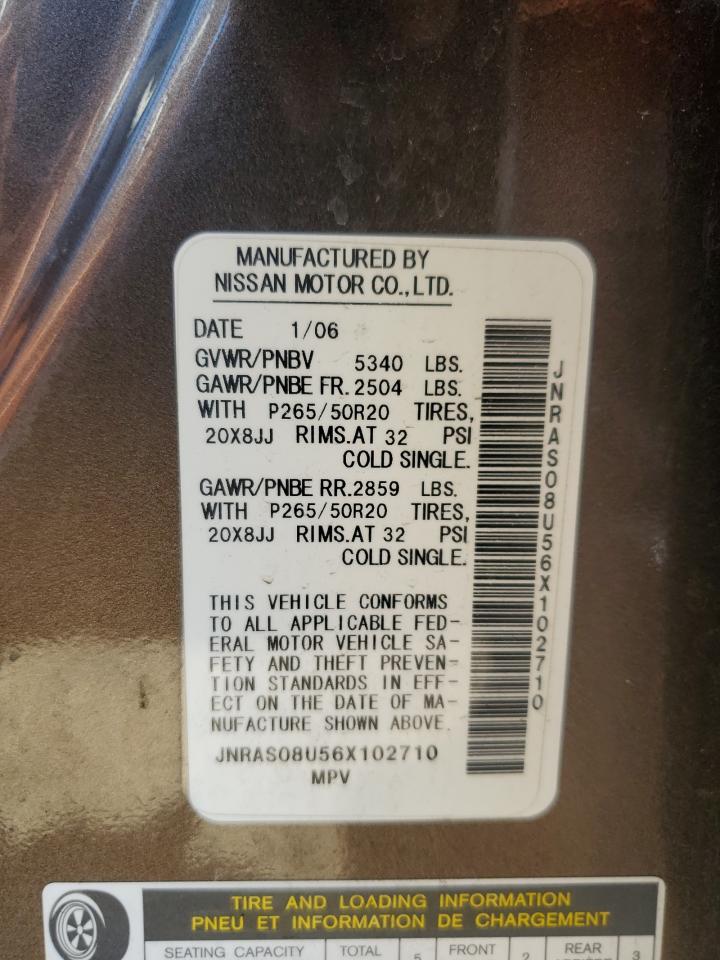 MANUFACTURED BY
NISSAN MOTOR CO.,LTD.
DATE 1/06
GVWR/PNBV 5340 LBS.
GAWR/PNBE FR. 2504 LBS.
WITH P265/50R20 TIRES,
20X8JJ RIMS.AT 32 PSI
COLD SINGLE.
GAWR/PNBE RR. 2859 LBS.
WITH P265/50R20 TIRES,
20X8JJ RIMS.AT 32 PSI
COLD SINGLE.
THIS VEHICLE CONFORMS
TO ALL APPLICABLE FED-
ERAL MOTOR VEHICLE SA-
FETY AND THEFT PREVEN-
TION STANDARDS IN EFF-
ECT ON THE DATE OF MA-
NUFACTURE SHOWN ABOVE.
JNRAS08U56X102710
MPV
JNRAS08U56X102710
TIRE AND LOADING INFORMATION
PNEU ET INFORMATION DE CHARGEMENT
SEATING CAPACITY TOTAL 5 FRONT 2 REAR 3